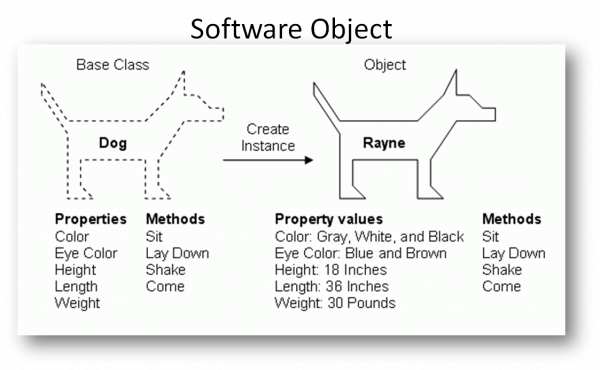 Software Object
Base Class
Object
Dog
Create
Instance
Rayne
Properties
Color
Eye Color
Height
Length
Weight
Methods
Sit
Lay Down
Shake
Come
Property values
Color: Gray, White, and Black
Eye Color: Blue and Brown
Height: 18 Inches
Length: 36 Inches
Weight: 30 Pounds
Methods
Sit
Lay Down
Shake
Come